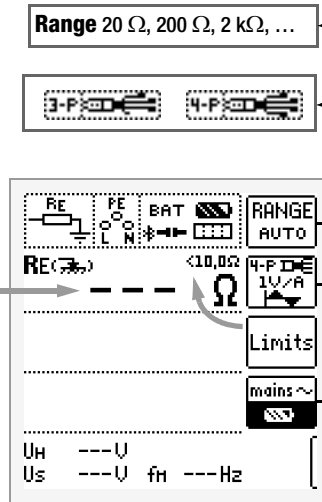 Range 20 Ω, 200 Ω, 2 kΩ, …
3-P 4-P
RE PE BAT
L N
RANGE
AUTO
RE( ) <10,0Ω
--- Ω
4-P
1V/A
Limits
mains ~
UH ---V
Us ---V fM ---Hz